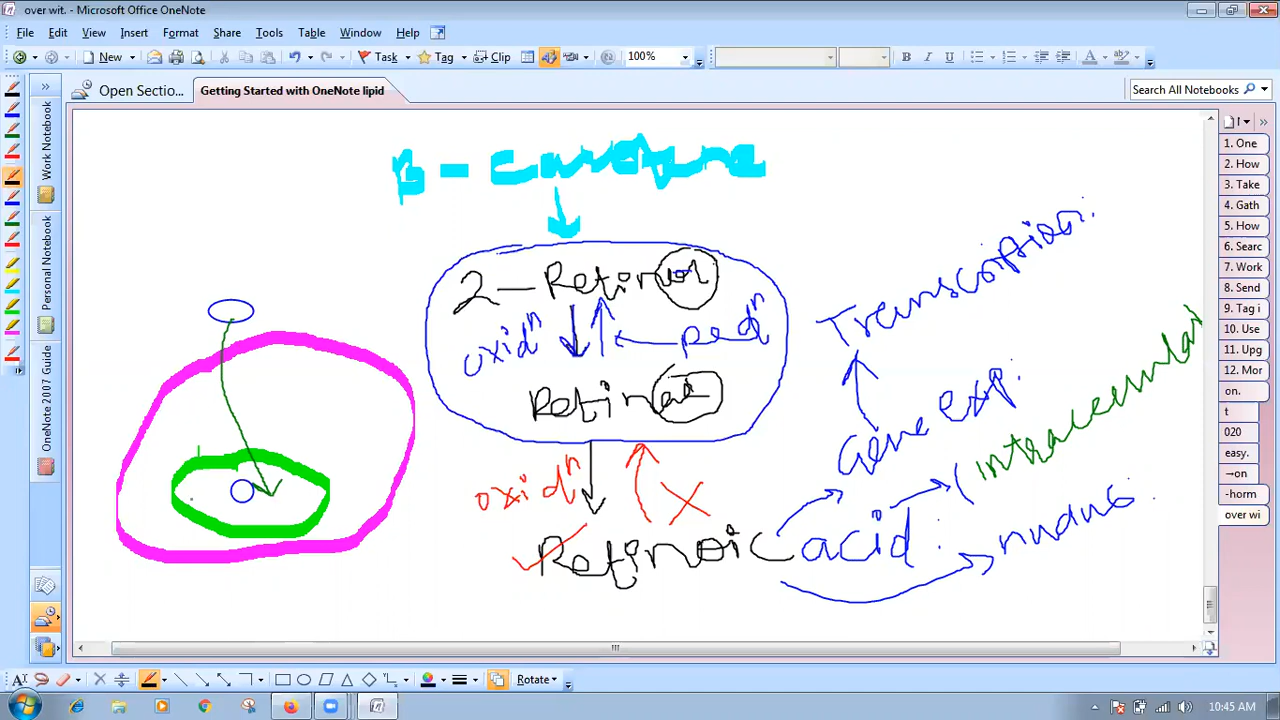 over wit. - Microsoft Office OneNote
File Edit View Insert Format Share Tools Table Window Help
New Task Tag Clip 100% B I U A ab
Open Sectio... Getting Started with OneNote lipid Search All Notebooks
Work Notebook
Personal Notebook
OneNote 2007 Guide
β - carotene
2 - Retinol
oxidⁿ redⁿ
Retinal
oxidⁿ X
Retinoic acid.
Transcription.
Gene exp.
(intracellular
nucleus
1. One
2. How
3. Take
4. Gath
5. How
6. Searc
7. Work
8. Send
9. Tag i
10. Use
11. Upg
12. Mor
on.
t
020
easy.
→on
-horm
over wi
Rotate
10:45 AM